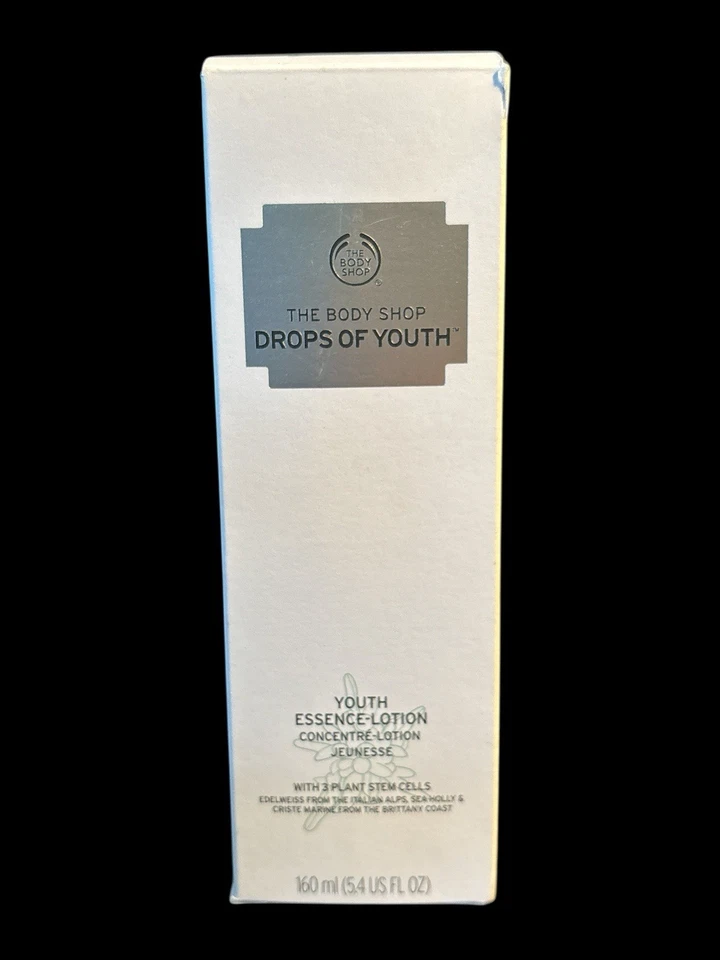 THE
BODY
SHOP
®
THE BODY SHOP
DROPS OF YOUTH™
YOUTH
ESSENCE-LOTION
CONCENTRÉ-LOTION
JEUNESSE
WITH 3 PLANT STEM CELLS
EDELWEISS FROM THE ITALIAN ALPS, SEA HOLLY &
CRISTE MARINE FROM THE BRITTANY COAST
160 ml (5.4 US FL OZ)